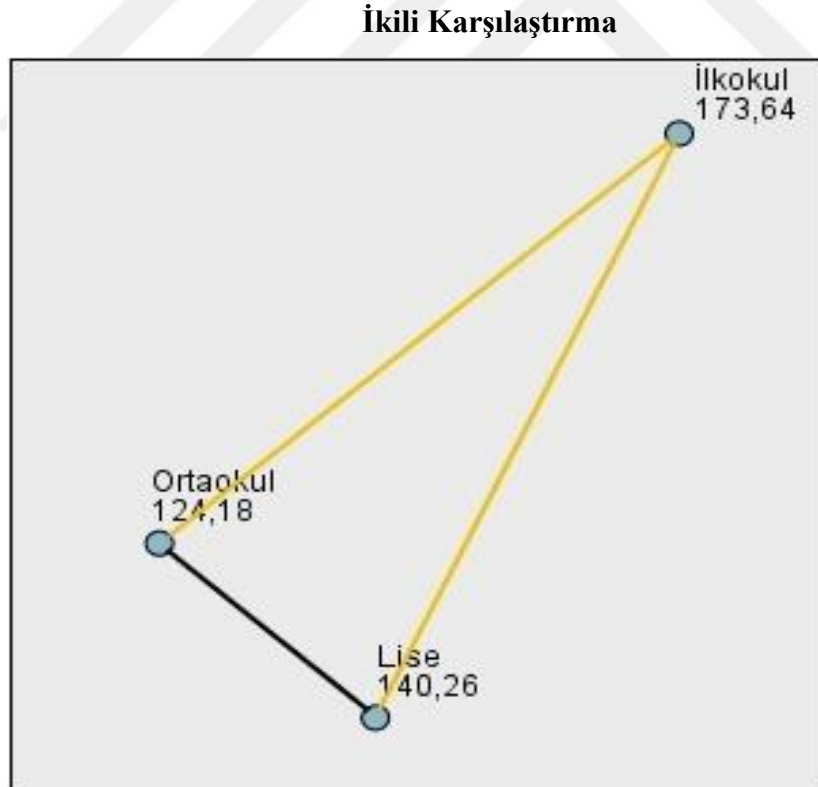 İkili Karşılaştırma
İlkokul
173,64
Ortaokul
124,18
Lise
140,26